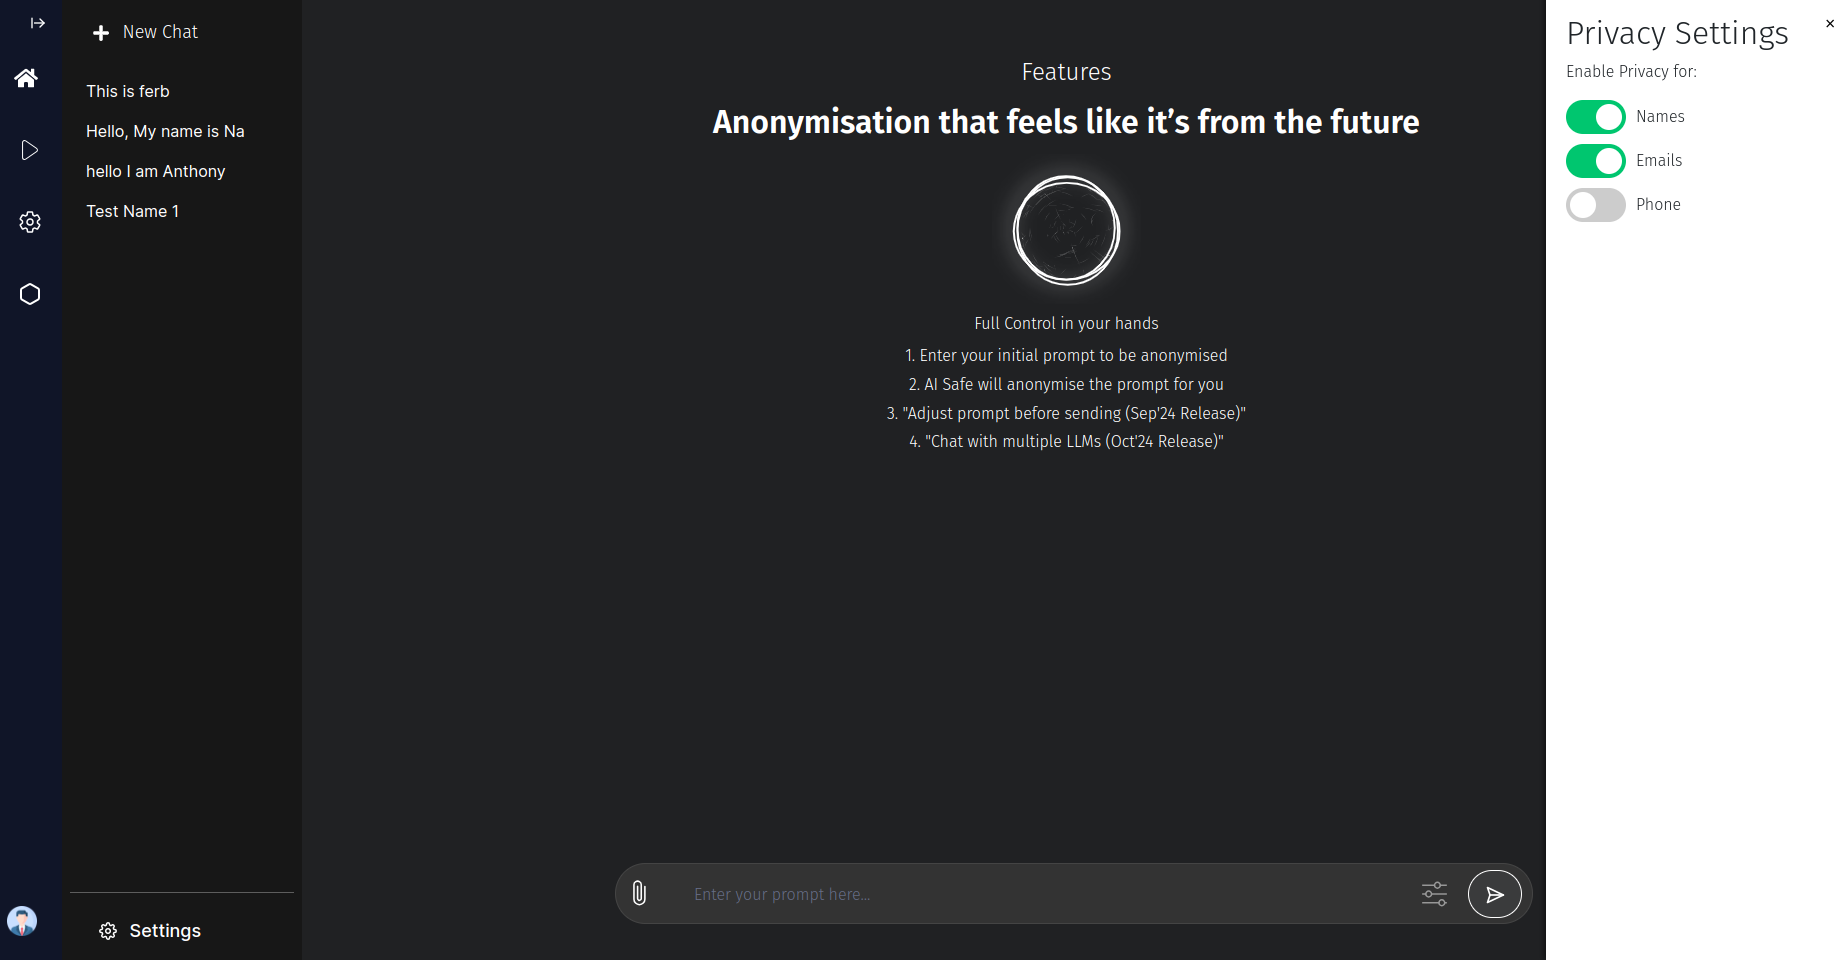 New Chat
This is ferb
Hello, My name is Na
hello I am Anthony
Test Name 1
Settings
Features
Anonymisation that feels like it’s from the future
Full Control in your hands
1. Enter your initial prompt to be anonymised
2. AI Safe will anonymise the prompt for you
3. "Adjust prompt before sending (Sep'24 Release)"
4. "Chat with multiple LLMs (Oct'24 Release)"
Enter your prompt here...
Privacy Settings
Enable Privacy for:
Names
Emails
Phone